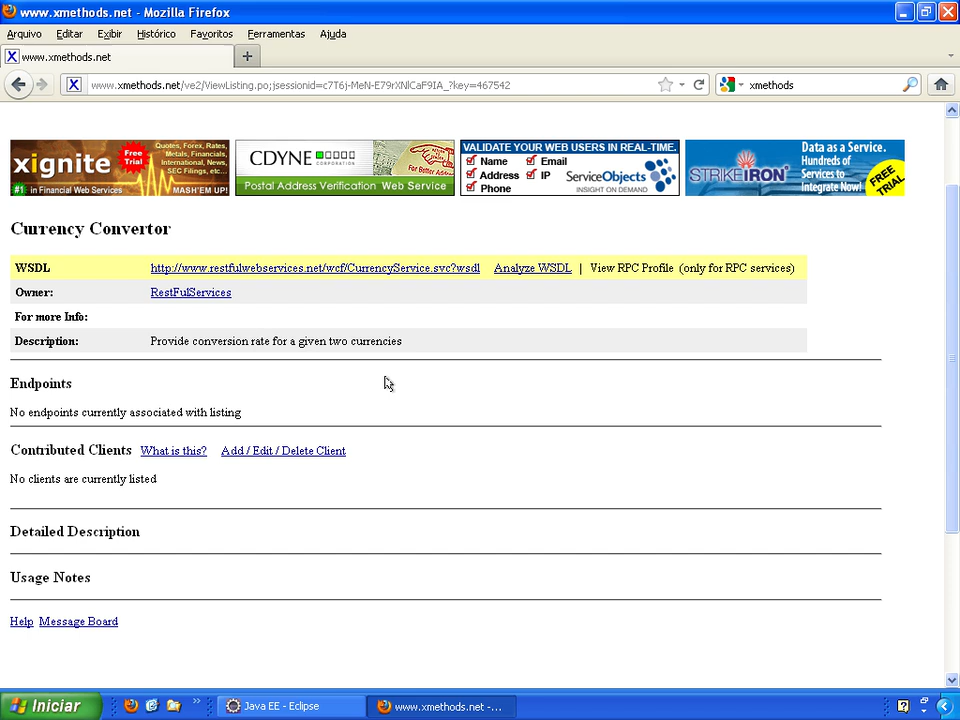 www.xmethods.net - Mozilla Firefox
Arquivo Editar Exibir Histórico Favoritos Ferramentas Ajuda
www.xmethods.net
www.xmethods.net/ve2/ViewListing.po;jsessionid=c7T6j-MeN-E79rXNlCaF9IA_?key=467542
xmethods
xignite
Free Trial
Quotes, Forex, Rates, Metals, Financials, International, News, SEC Filings, etc...
#1 in Financial Web Services MASH'EM UP!
CDYNE
CORPORATION
Postal Address Verification Web Service
VALIDATE YOUR WEB USERS IN REAL-TIME.
Name Email
Address IP
Phone
ServiceObjects
INSIGHT ON DEMAND
STRIKEIRON
Data as a Service.
Hundreds of
Services to
Integrate Now!
FREE TRIAL
Currency Convertor
WSDL http://www.restfulwebservices.net/wcf/CurrencyService.svc?wsdl Analyze WSDL | View RPC Profile (only for RPC services)
Owner: RestFulServices
For more Info:
Description: Provide conversion rate for a given two currencies
Endpoints
No endpoints currently associated with listing
Contributed Clients What is this? Add / Edit / Delete Client
No clients are currently listed
Detailed Description
Usage Notes
Help Message Board
Iniciar
Java EE - Eclipse
www.xmethods.net -...